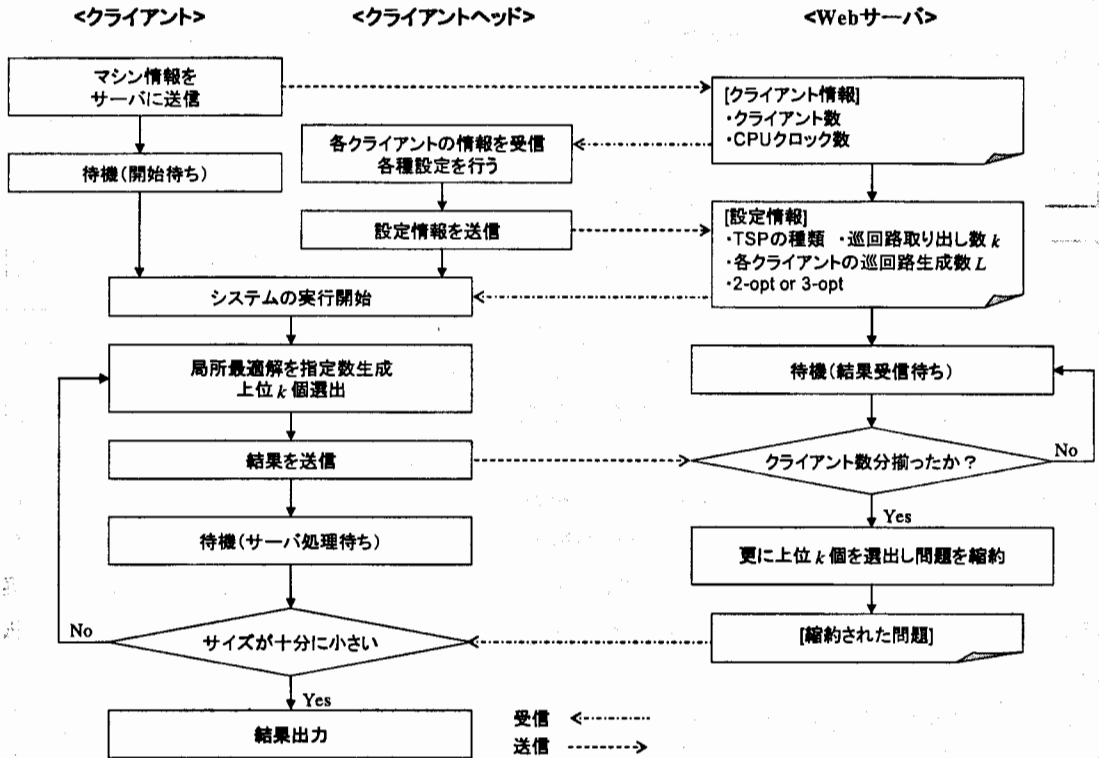 <クライアント>
<クライアントヘッド>
<Webサーバ>
マシン情報を
サーバに送信
[クライアント情報]
・クライアント数
・CPUクロック数
各クライアントの情報を受信
各種設定を行う
待機(開始待ち)
設定情報を送信
[設定情報]
・TSPの種類 ・巡回路取り出し数 k
・各クライアントの巡回路生成数 L
・2-opt or 3-opt
システムの実行開始
局所最適解を指定数生成
上位 k 個選出
待機(結果受信待ち)
結果を送信
クライアント数分揃ったか?
No
Yes
待機(サーバ処理待ち)
更に上位 k 個を選出し問題を縮約
No
サイズが十分に小さい
[縮約された問題]
Yes
結果出力
受信
送信